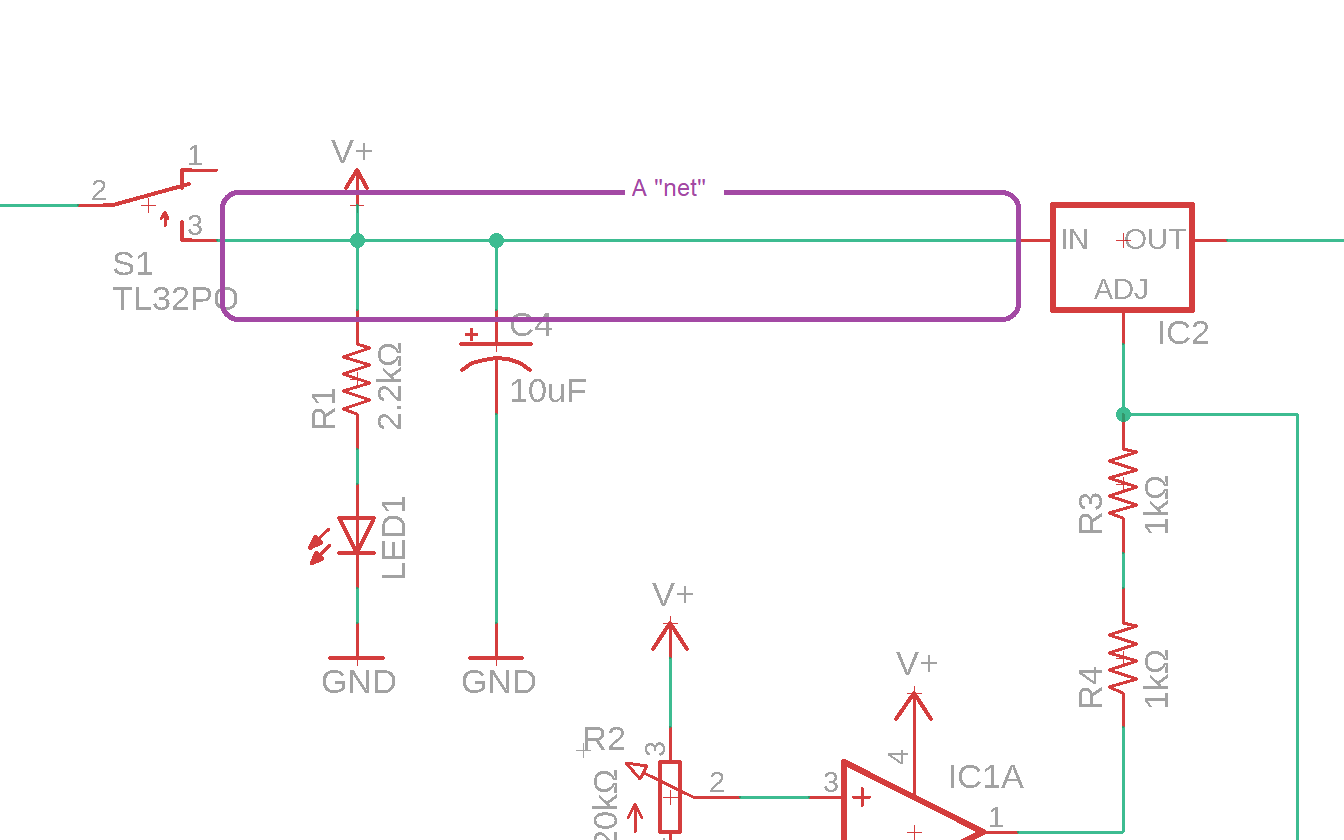 A "net"
V+
1
2
3
S1
TL32PO
IN
OUT
ADJ
IC2
C4
10uF
R1
2.2kΩ
LED1
GND
GND
R3
1kΩ
R4
1kΩ
V+
V+
R2
3
20kΩ
2
3
4
IC1A
1